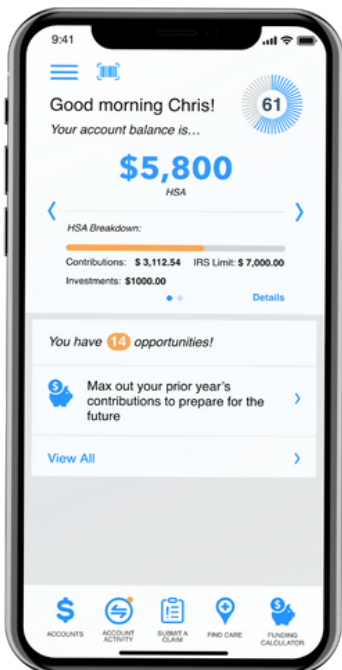 9:41
Good morning Chris!
61
Your account balance is...
$5,800
HSA
HSA Breakdown:
Contributions: $ 3,112.54 IRS Limit: $ 7,000.00
Investments: $1000.00
Details
You have 14 opportunities!
Max out your prior year's
contributions to prepare for the
future
View All
ACCOUNTS
ACCOUNT
ACTIVITY
SUBMIT A
CLAIM
FIND CARE
FUNDING
CALCULATOR